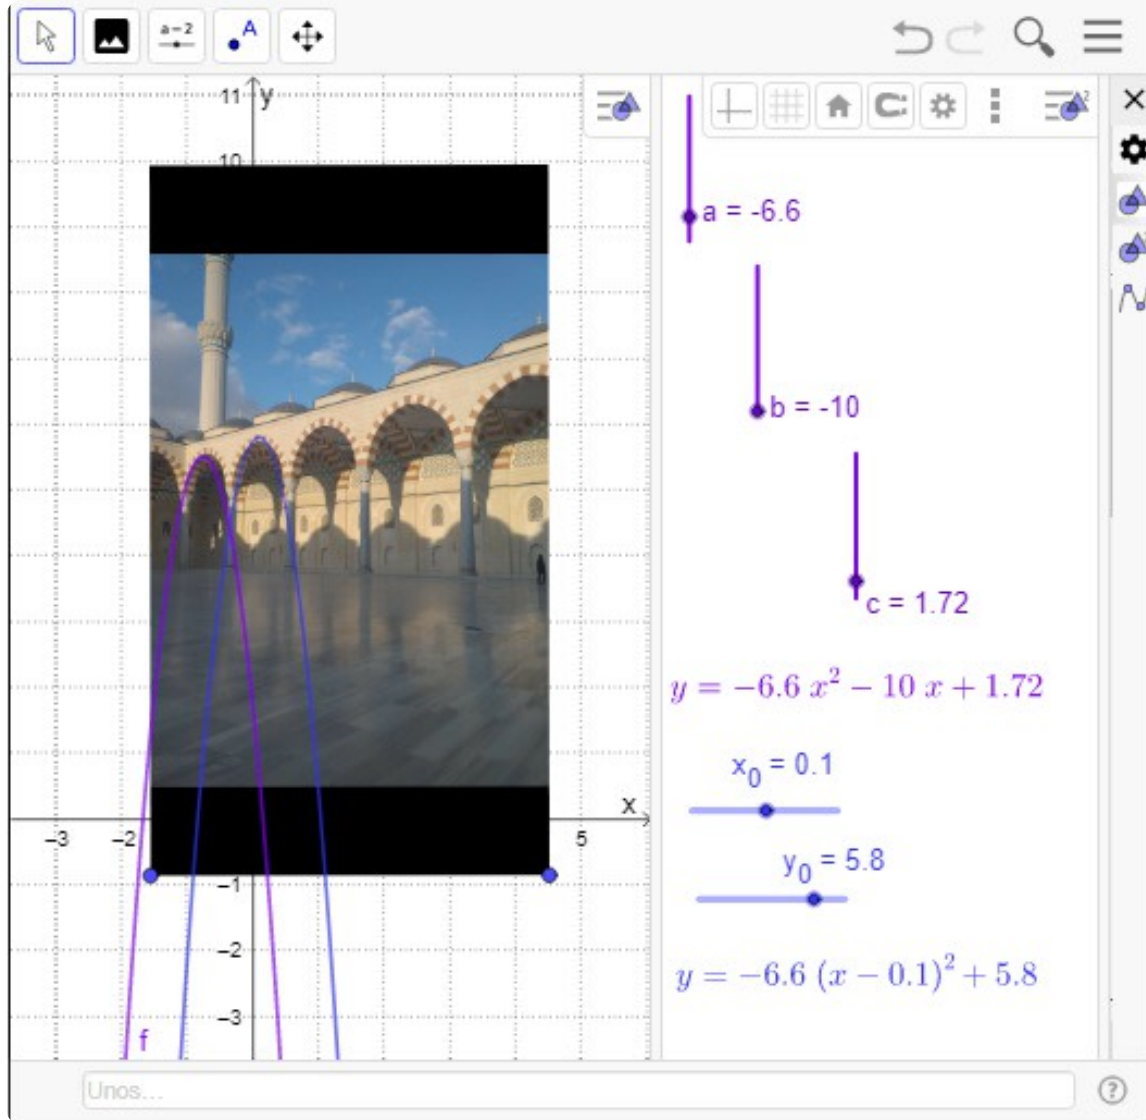 a=2
A
11
y
10
a = -6.6
b = -10
c = 1.72
y = −6.6 x² − 10 x + 1.72
x₀ = 0.1
x
–3
–2
5
y₀ = 5.8
–1
–2
y = −6.6 (x − 0.1)² + 5.8
–3
f
Unos...
?